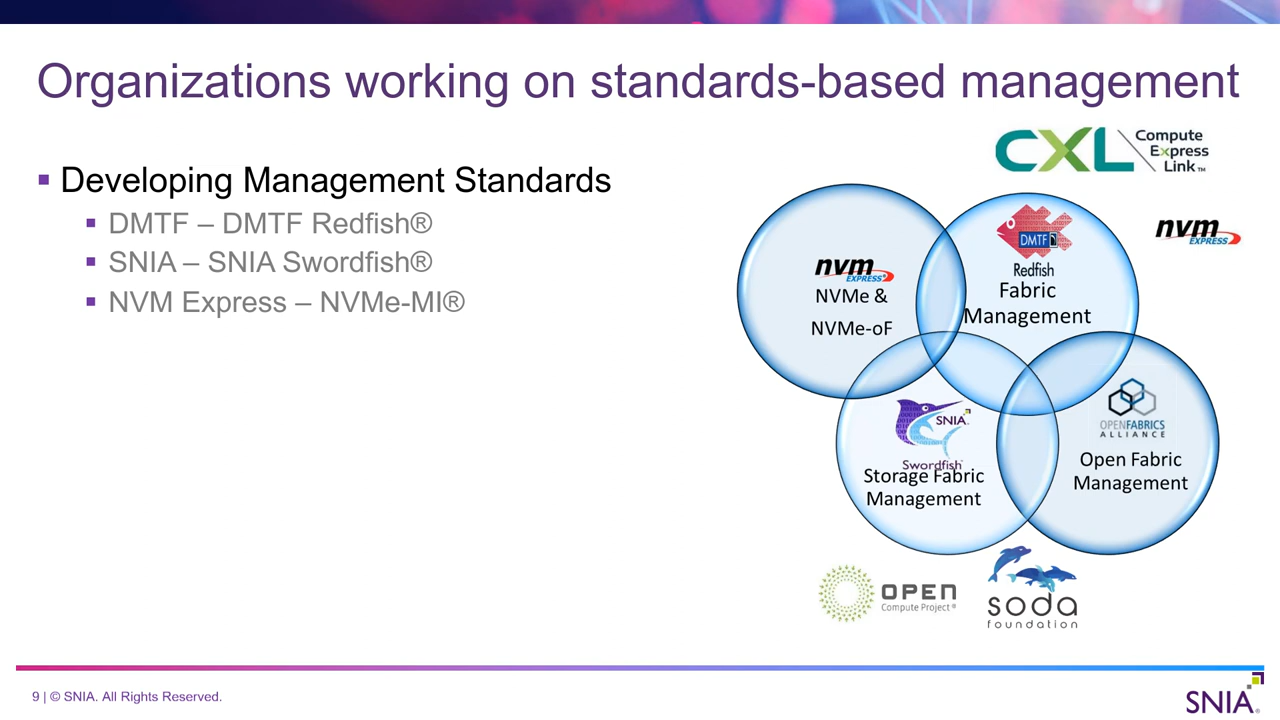 Organizations working on standards-based management
▪ Developing Management Standards
▪ DMTF – DMTF Redfish®
▪ SNIA – SNIA Swordfish®
▪ NVM Express – NVMe-MI®
CXL
Compute
Express
Link™
nvm
EXPRESS
nvm
EXPRESS®
NVMe &
NVMe-oF
DMTF
Redfish
Fabric
Management
SNIA
Swordfish™
Storage Fabric
Management
OPENFABRICS
ALLIANCE
Open Fabric
Management
OPEN
Compute Project®
soda
foundation
9 | © SNIA. All Rights Reserved.
SNIA®